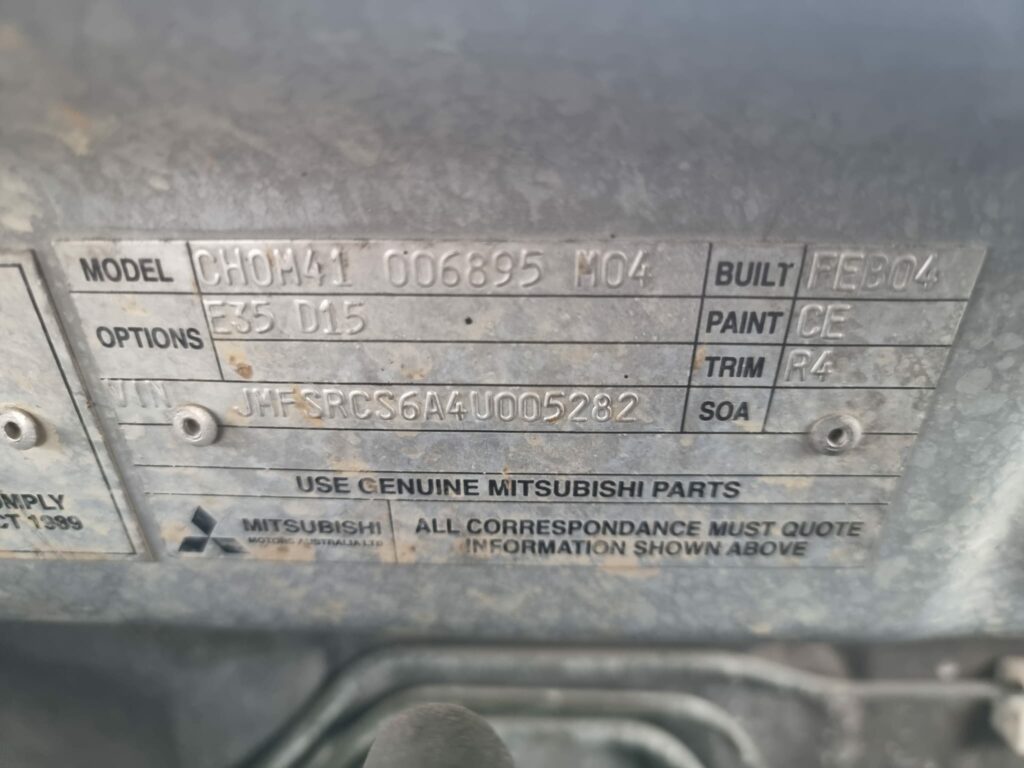 MODEL CH0M41 006895 M04 BUILT FEB04
OPTIONS E35 D15 PAINT CE
TRIM R4
VIN JMFSRCS6A4U005282 SOA
USE GENUINE MITSUBISHI PARTS
MITSUBISHI
MOTORS AUSTRALIA LTD
ALL CORRESPONDANCE MUST QUOTE
INFORMATION SHOWN ABOVE
OMPLY
CT 1989